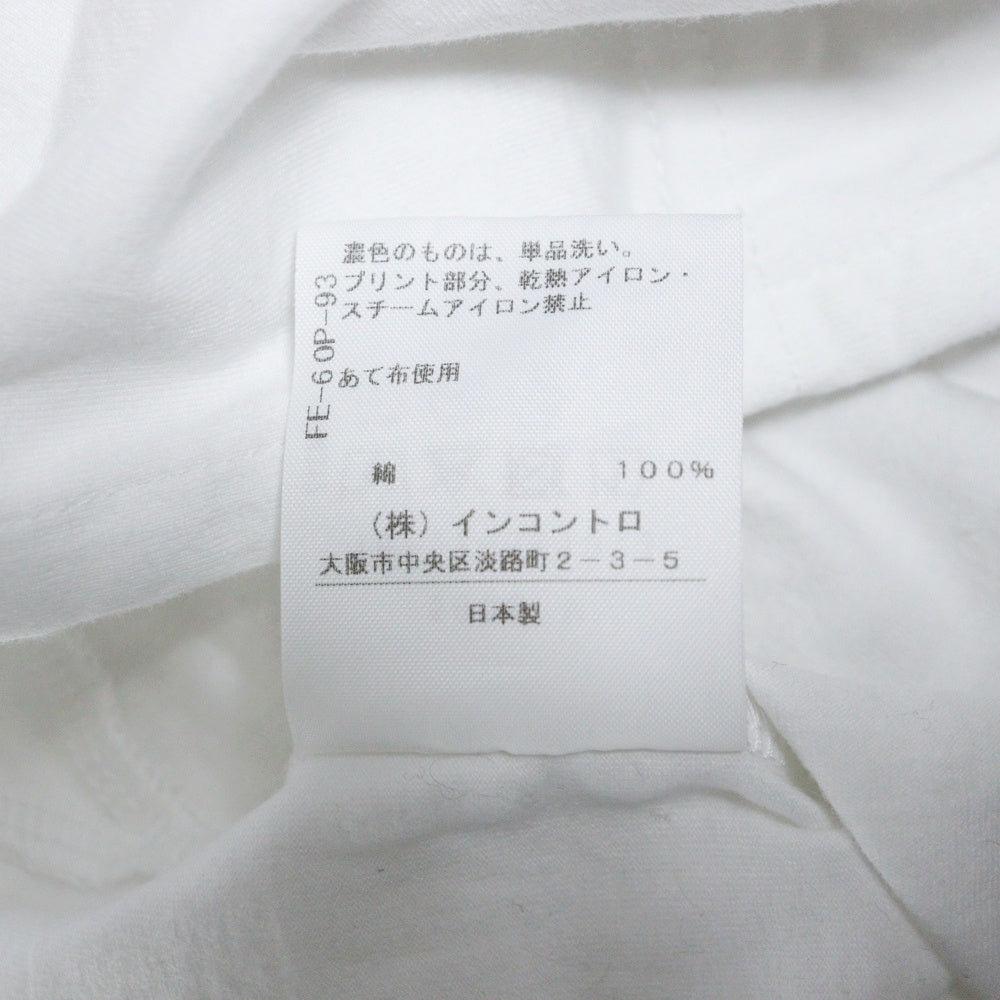 濃色のものは、単品洗い。
プリント部分、乾熱アイロン・
スチームアイロン禁止
あて布使用
FE-60P-93
綿 100%
(株)インコントロ
大阪市中央区淡路町2-3-5
日本製